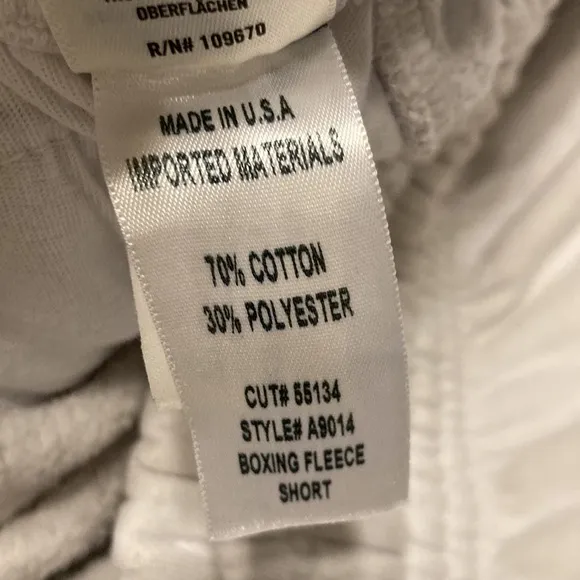 OBERFLÄCHEN
R/N# 109670
MADE IN U.S.A
IMPORTED MATERIALS
70% COTTON
30% POLYESTER
CUT# 55134
STYLE# A9014
BOXING FLEECE
SHORT